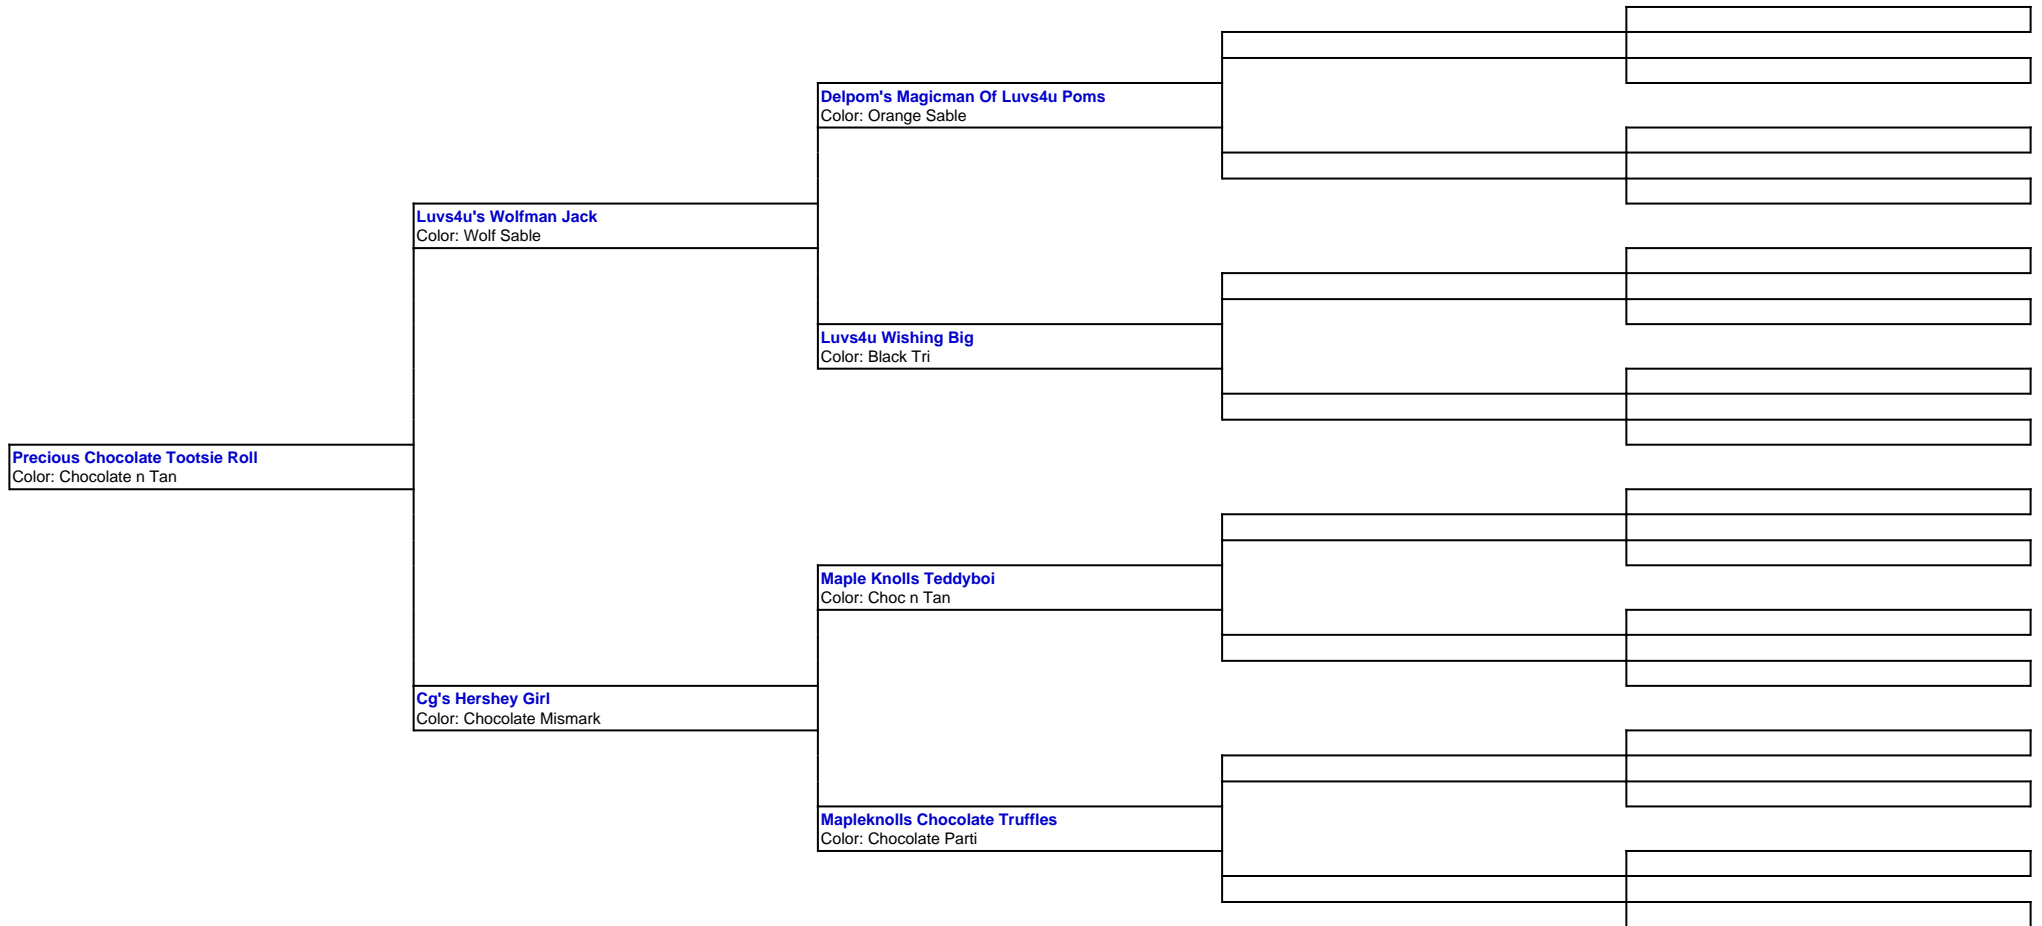 Delpom's Magicman Of Luvs4u Poms
Color: Orange Sable
Luvs4u's Wolfman Jack
Color: Wolf Sable
Luvs4u Wishing Big
Color: Black Tri
Precious Chocolate Tootsie Roll
Color: Chocolate n Tan
Maple Knolls Teddyboi
Color: Choc n Tan
Cg's Hershey Girl
Color: Chocolate Mismark
Mapleknolls Chocolate Truffles
Color: Chocolate Parti